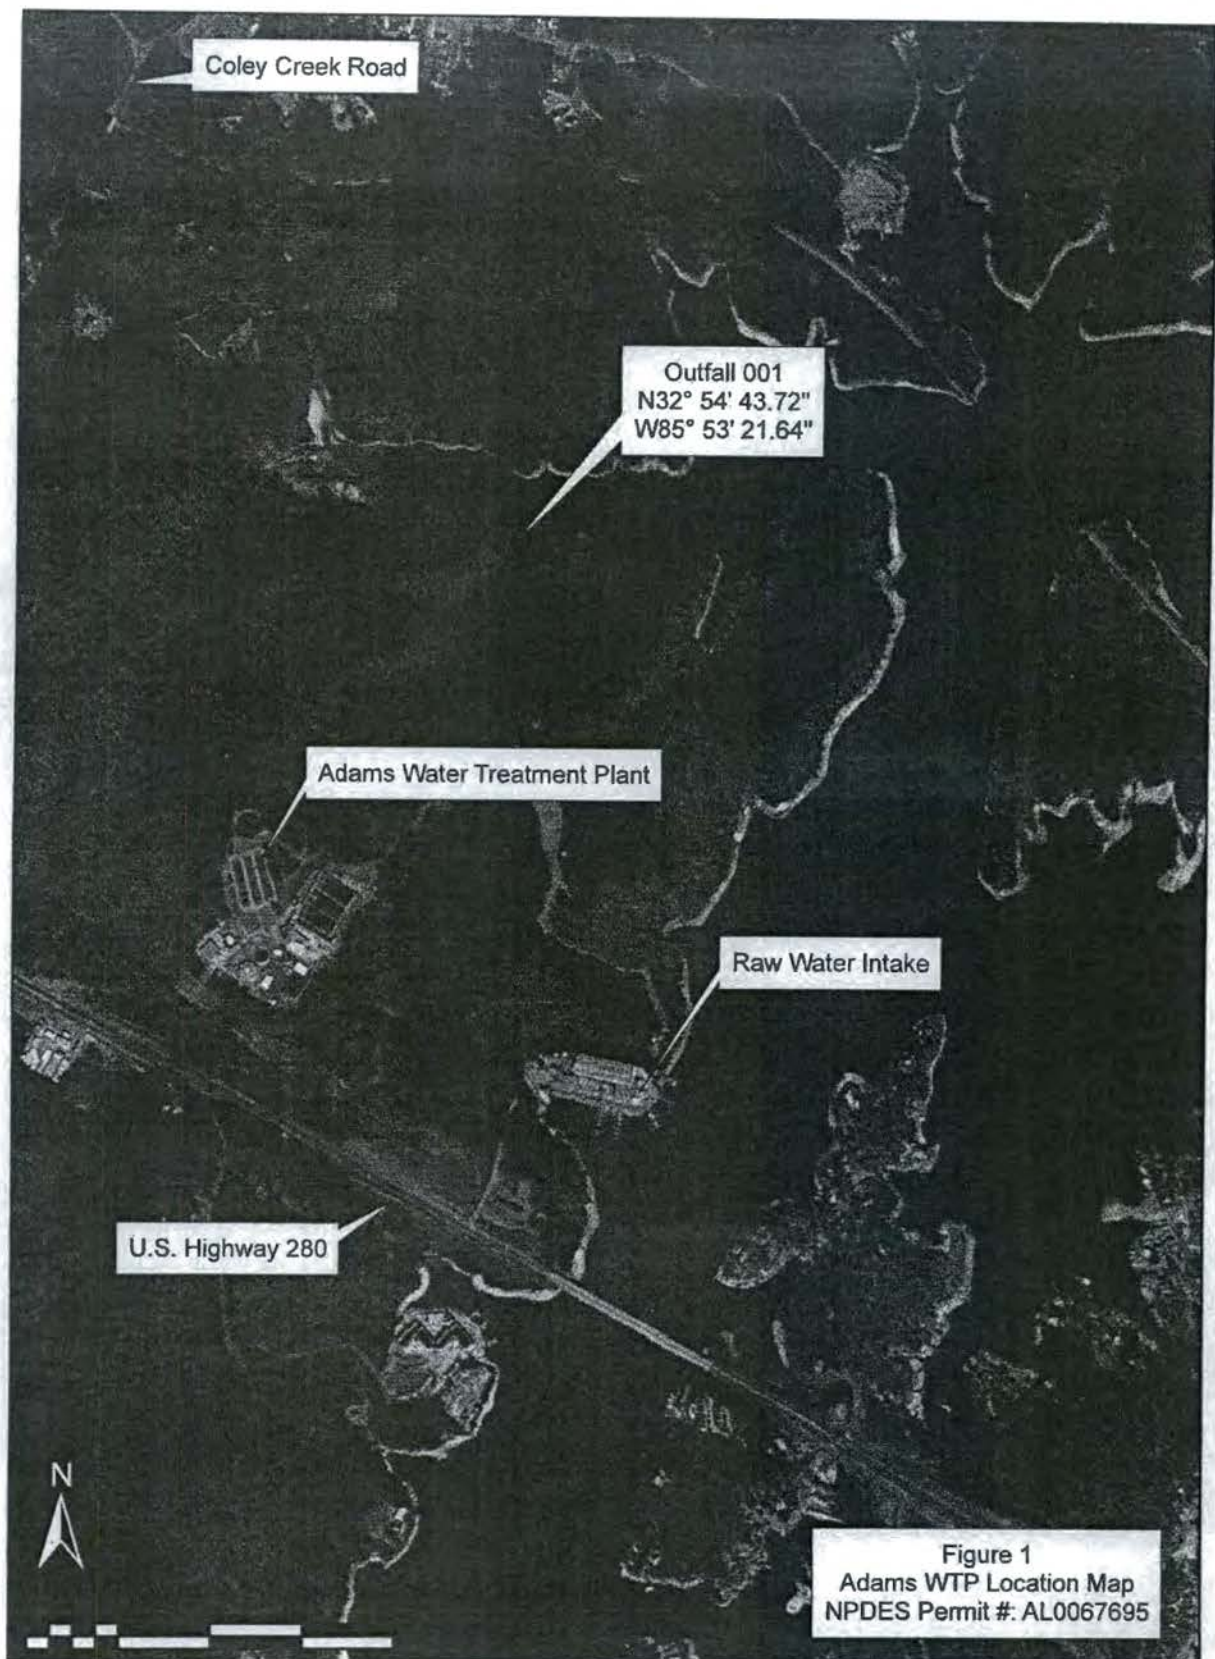 Coley Creek Road
Outfall 001
N32° 54' 43.72"
W85° 53' 21.64"
Adams Water Treatment Plant
Raw Water Intake
U.S. Highway 280
N
Figure 1
Adams WTP Location Map
NPDES Permit #: AL0067695